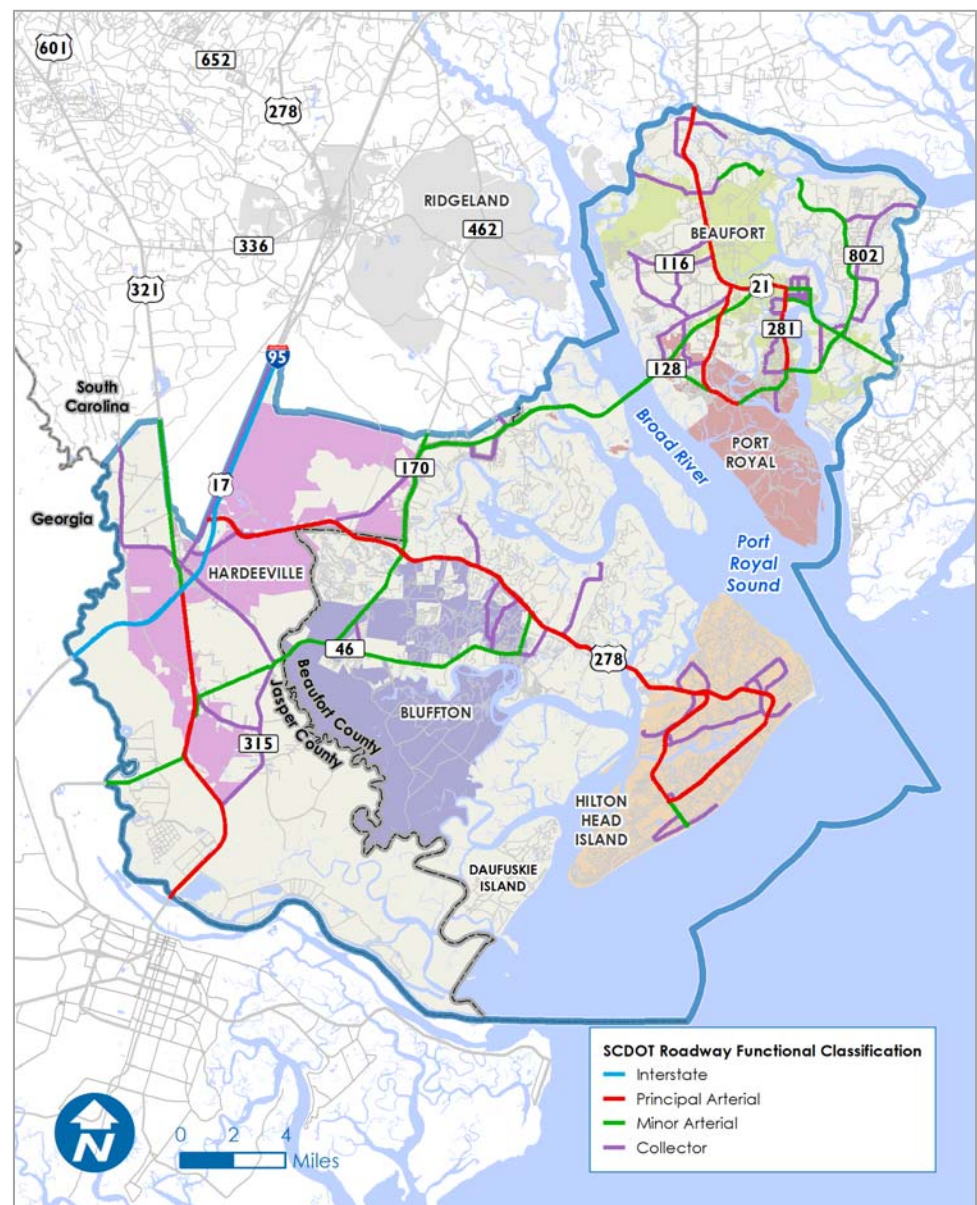 601
652
278
RIDGELAND
462
336
321
BEAUFORT
116
802
21
281
128
95
South
Carolina
Broad River
PORT
ROYAL
170
17
Georgia
Port
Royal
Sound
HARDEEVILLE
46
278
Beaufort County
Jasper County
BLUFFTON
315
HILTON
HEAD
ISLAND
DAUFUSKIE
ISLAND
SCDOT Roadway Functional Classification
Interstate
Principal Arterial
Minor Arterial
Collector
N
0 2 4
Miles